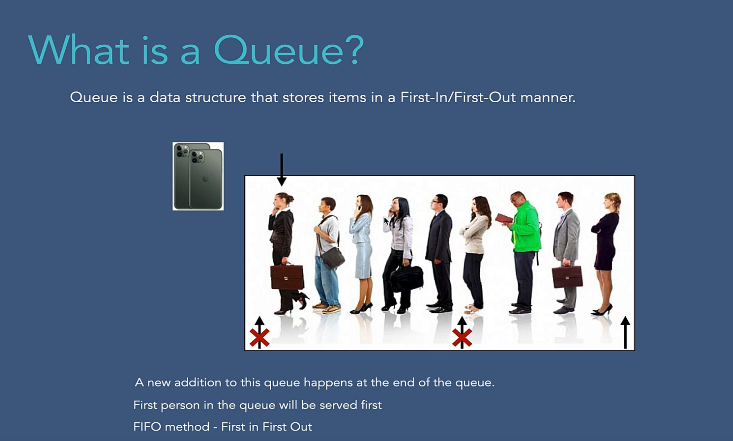 What is a Queue?
Queue is a data structure that stores items in a First-In/First-Out manner.
A new addition to this queue happens at the end of the queue.
First person in the queue will be served first
FIFO method - First in First Out